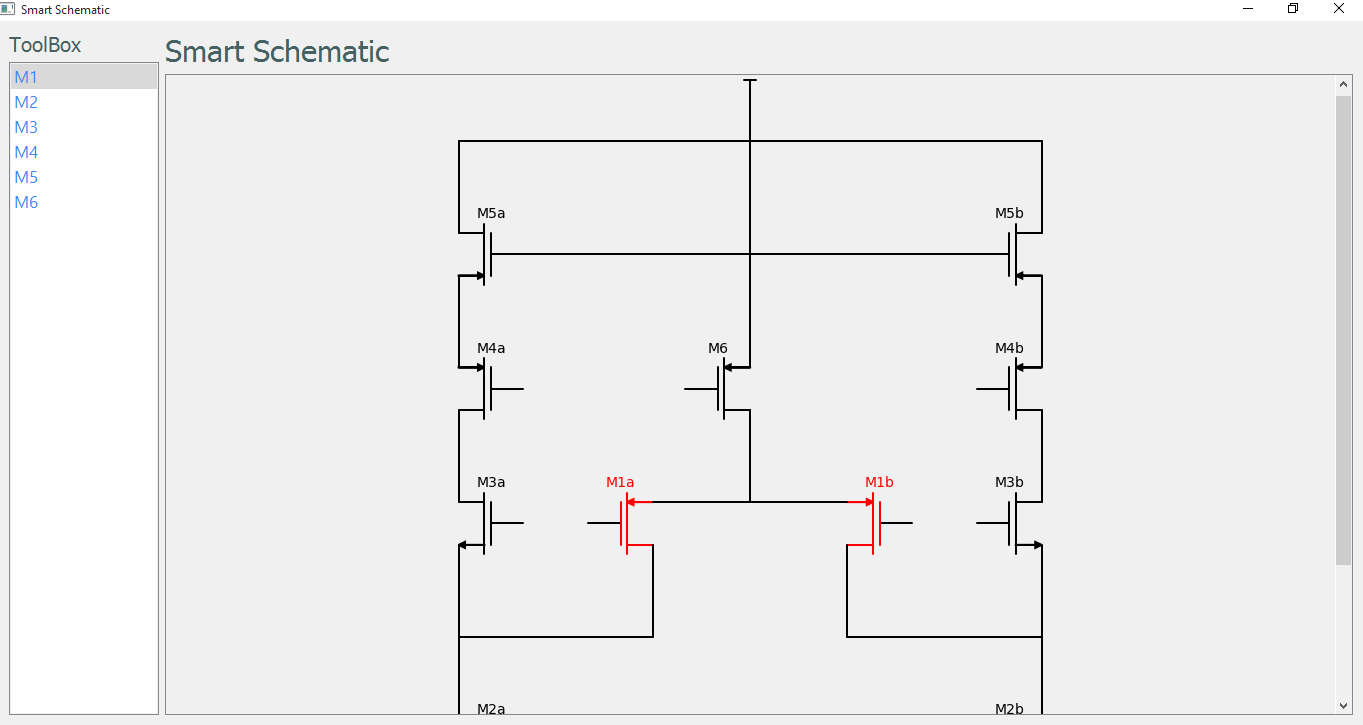 Smart Schematic
ToolBox
Smart Schematic
M1
M2
M3
M4
M5
M6
M5a
M5b
M4a
M6
M4b
M3a
M1a
M1b
M3b
M2a
M2b